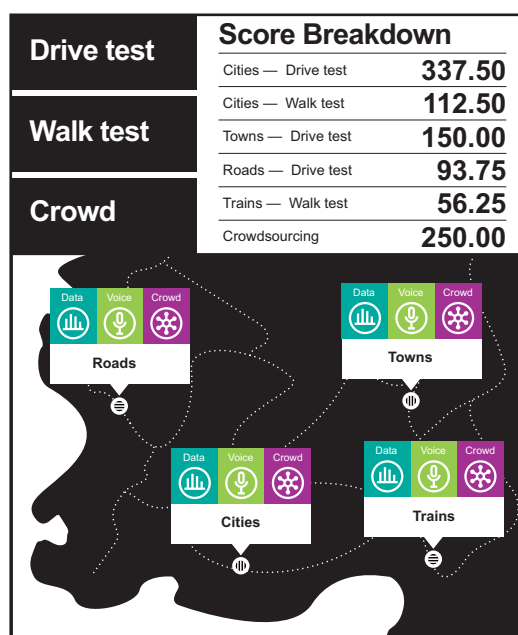 Drive test
Walk test
Crowd
Score Breakdown
Cities — Drive test 337.50
Cities — Walk test 112.50
Towns — Drive test 150.00
Roads — Drive test 93.75
Trains — Walk test 56.25
Crowdsourcing 250.00
Data Voice Crowd
Roads
Data Voice Crowd
Towns
Data Voice Crowd
Cities
Data Voice Crowd
Trains